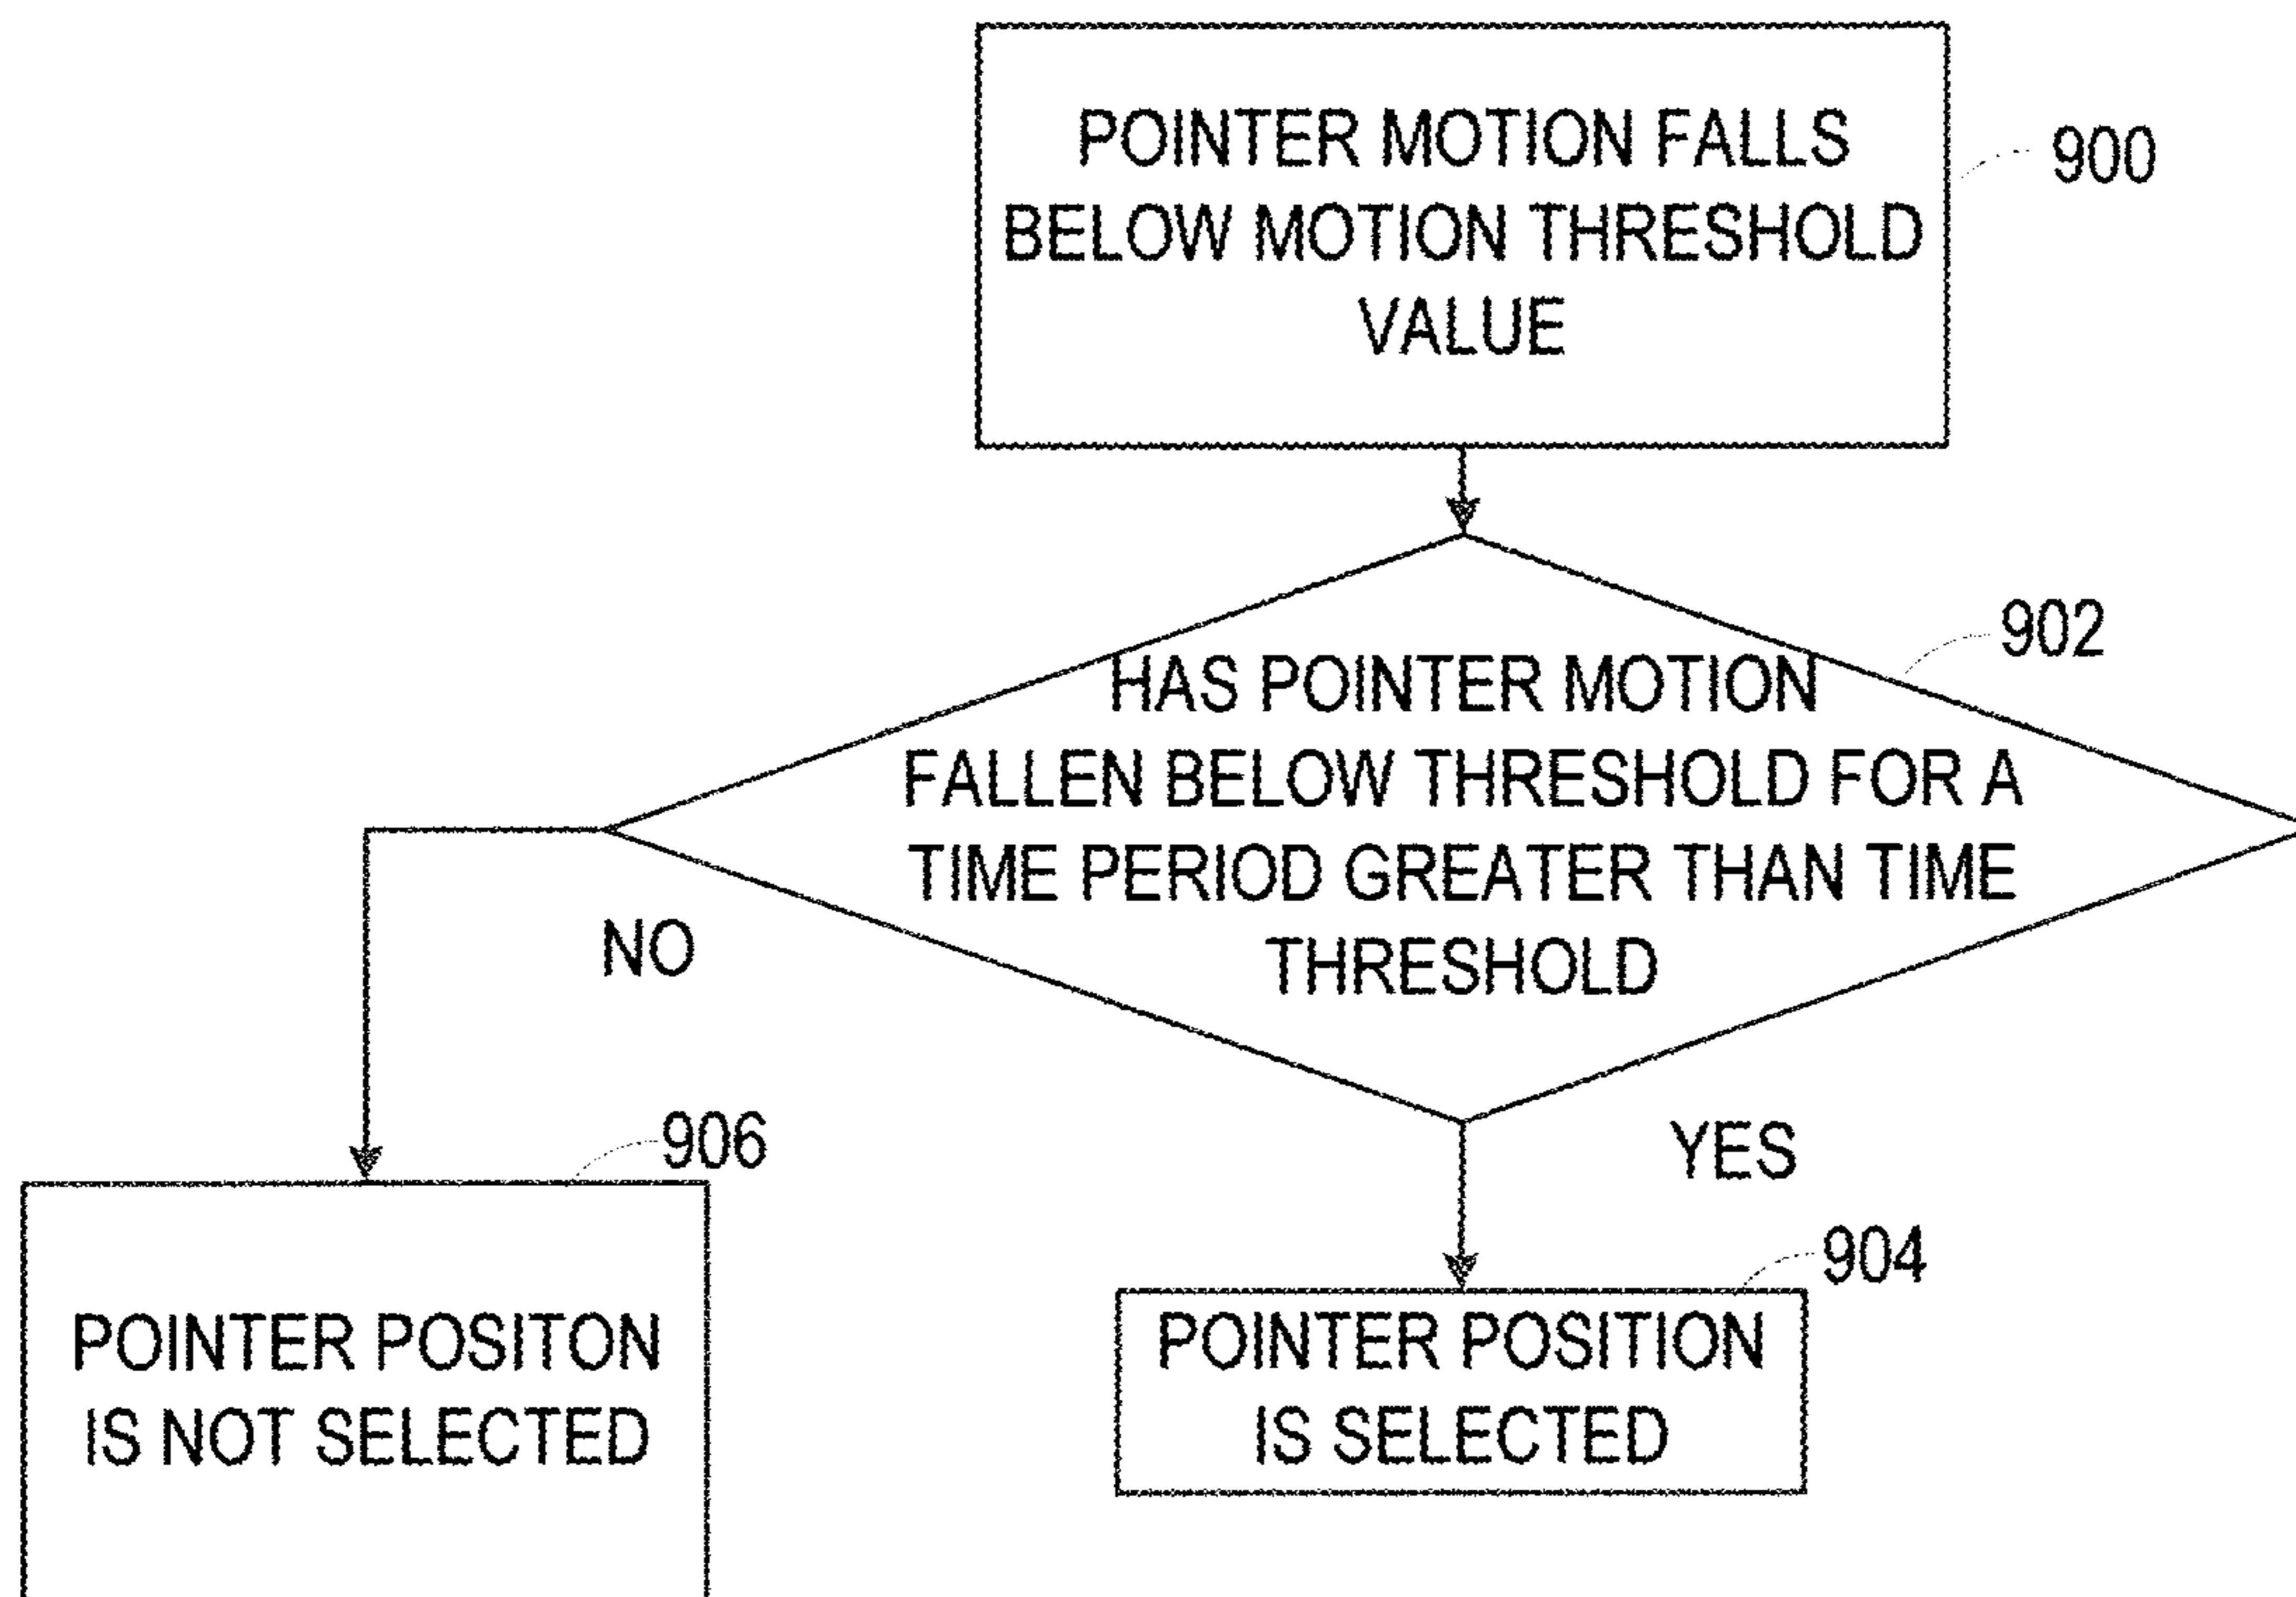 POINTER MOTION FALLS
BELOW MOTION THRESHOLD
VALUE
900
902
HAS POINTER MOTION
FALLEN BELOW THRESHOLD FOR A
TIME PERIOD GREATER THAN TIME
THRESHOLD
NO
YES
906
904
POINTER POSITON
IS NOT SELECTED
POINTER POSITION
IS SELECTED